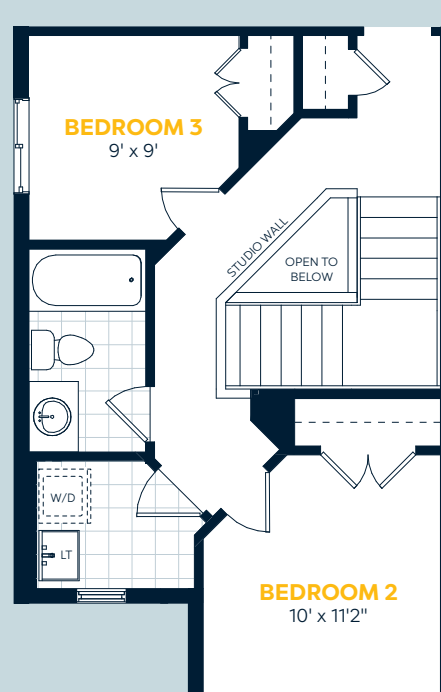 BEDROOM 3
9' x 9'
STUDIO WALL
OPEN TO
BELOW
W/D
LT
BEDROOM 2
10' x 11'2"